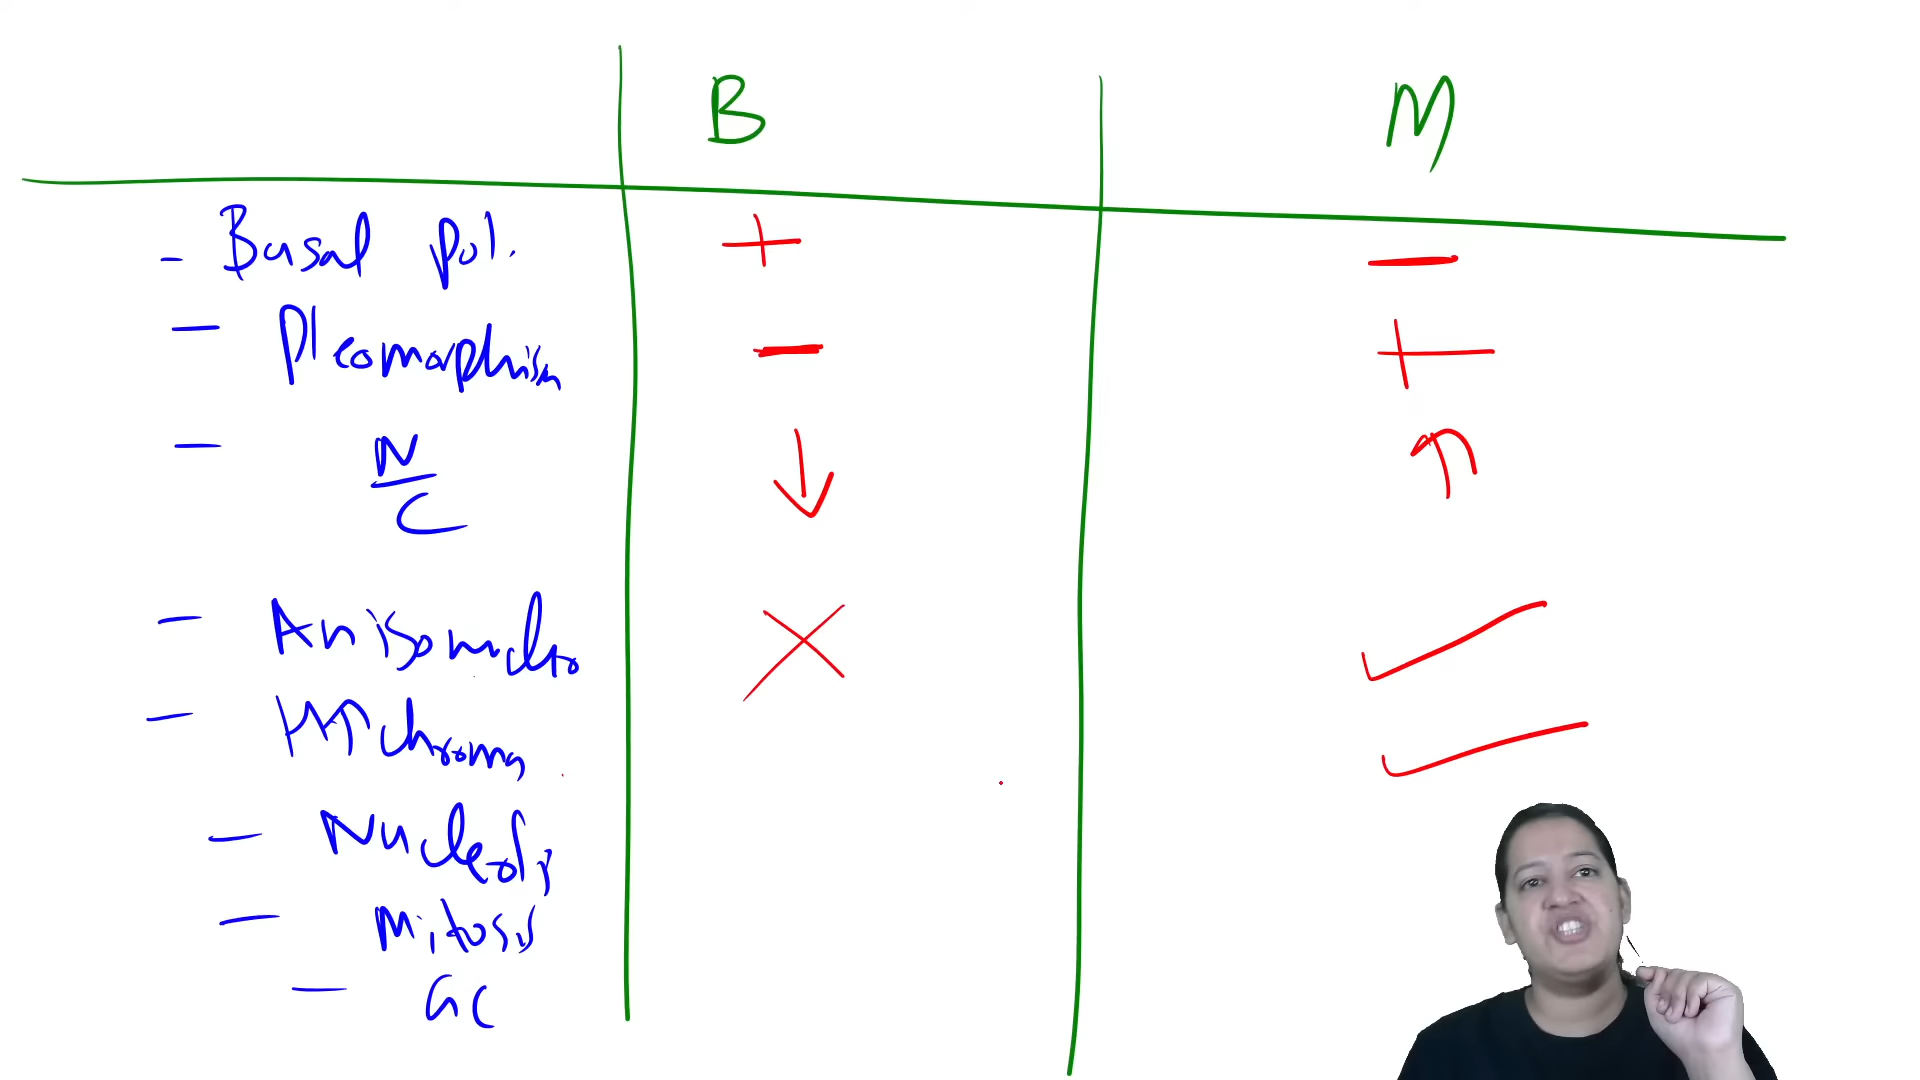 B M
- Basal pol. + -
- Pleomorphism - +
- N/C ↓ ↑
- Anisonucleo ✗ ✓
- H↑chroma ✓
- Nucleoli
- Mitosis
- GC